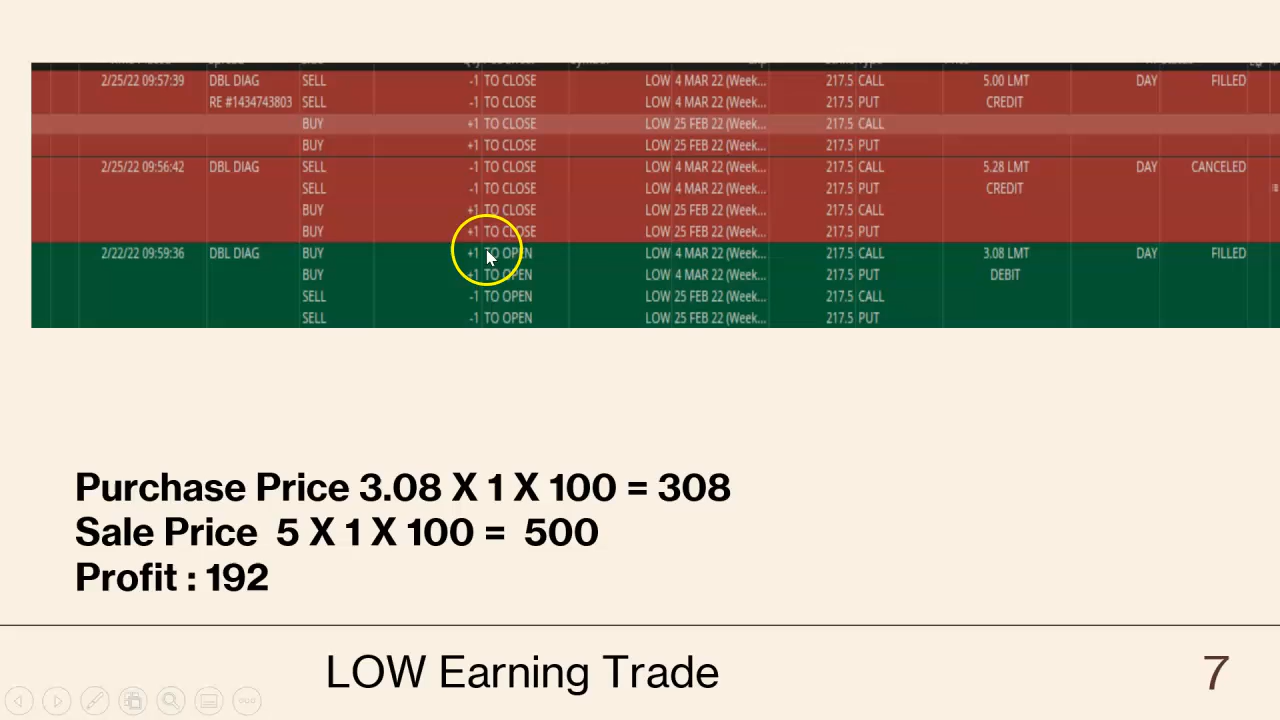 2/25/22 09:57:39 DBL DIAG SELL -1 TO CLOSE LOW 4 MAR 22 (Week... 217.5 CALL 5.00 LMT DAY FILLED
RE #1434743803 SELL -1 TO CLOSE LOW 4 MAR 22 (Week... 217.5 PUT CREDIT
BUY +1 TO CLOSE LOW 25 FEB 22 (Week... 217.5 CALL
BUY +1 TO CLOSE LOW 25 FEB 22 (Week... 217.5 PUT
2/25/22 09:56:42 DBL DIAG SELL -1 TO CLOSE LOW 4 MAR 22 (Week... 217.5 CALL 5.28 LMT DAY CANCELED
SELL -1 TO CLOSE LOW 4 MAR 22 (Week... 217.5 PUT CREDIT
BUY +1 TO CLOSE LOW 25 FEB 22 (Week... 217.5 CALL
BUY +1 TO CLOSE LOW 25 FEB 22 (Week... 217.5 PUT
2/22/22 09:59:36 DBL DIAG BUY +1 TO OPEN LOW 4 MAR 22 (Week... 217.5 CALL 3.08 LMT DAY FILLED
BUY +1 TO OPEN LOW 4 MAR 22 (Week... 217.5 PUT DEBIT
SELL -1 TO OPEN LOW 25 FEB 22 (Week... 217.5 CALL
SELL -1 TO OPEN LOW 25 FEB 22 (Week... 217.5 PUT
Purchase Price 3.08 X 1 X 100 = 308
Sale Price 5 X 1 X 100 = 500
Profit : 192
LOW Earning Trade 7